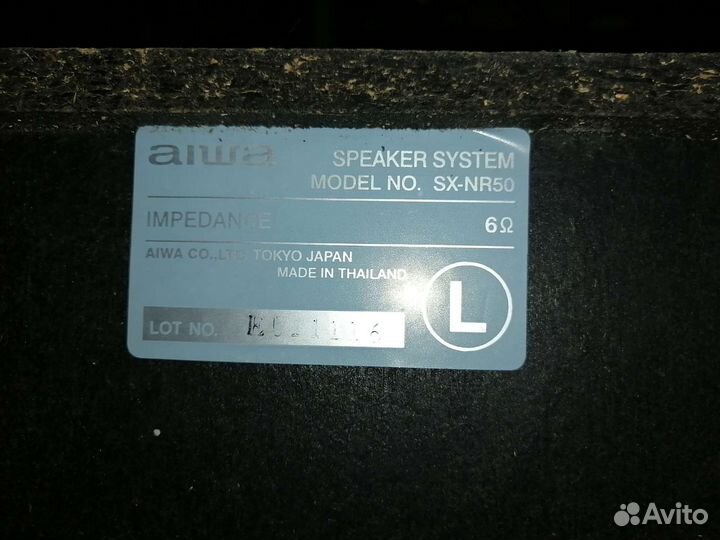 aiwa
SPEAKER SYSTEM
MODEL NO. SX-NR50
IMPEDANCE 6Ω
AIWA CO.,LTD. TOKYO JAPAN
MADE IN THAILAND
L
LOT NO.
Avito